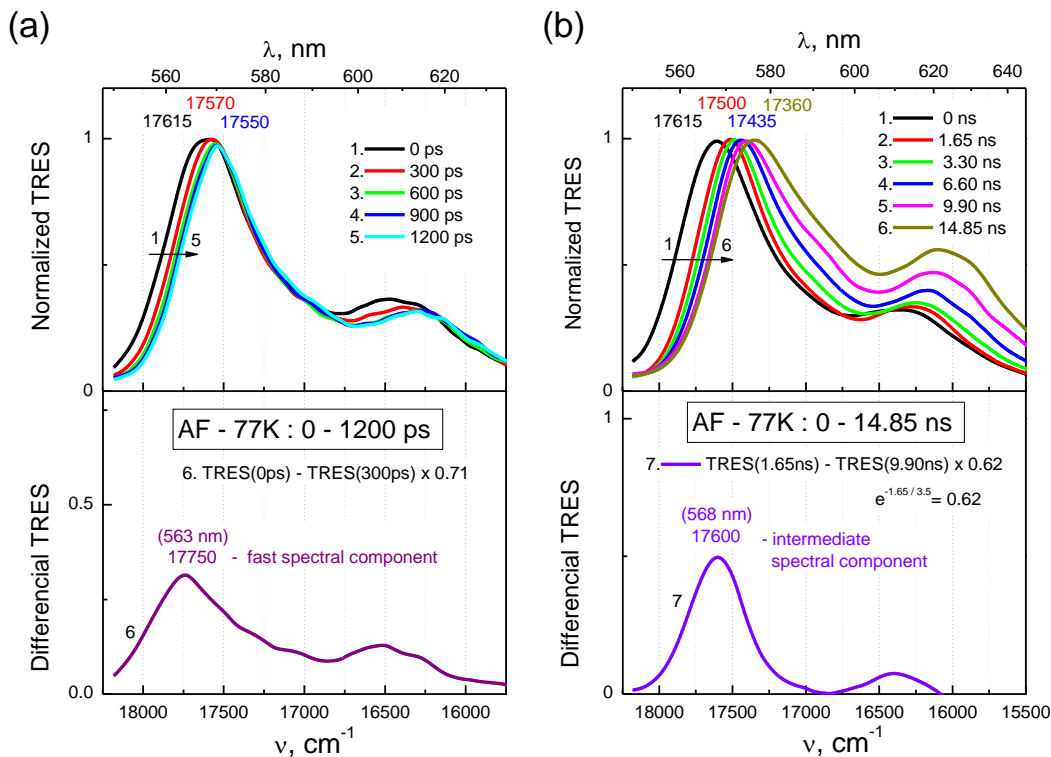 (a)
λ, nm
560 580 600 620
17570
17615 17550
1. 0 ps
2. 300 ps
3. 600 ps
4. 900 ps
5. 1200 ps
1 5
Normalized TRES
1
0
AF - 77K : 0 - 1200 ps
6. TRES(0ps) - TRES(300ps) x 0.71
0.5
(563 nm)
17750 - fast spectral component
6
Differencial TRES
0.0
18000 17500 17000 16500 16000
ν, cm⁻¹
(b)
λ, nm
560 580 600 620 640
17500 17360
17615 17435
1. 0 ns
2. 1.65 ns
3. 3.30 ns
4. 6.60 ns
5. 9.90 ns
6. 14.85 ns
1 6
Normalized TRES
1
0
1
AF - 77K : 0 - 14.85 ns
7. TRES(1.65ns) - TRES(9.90ns) x 0.62
e⁻¹·⁶⁵ ᐟ ³·⁵ = 0.62
(568 nm)
17600 - intermediate
spectral component
7
Differencial TRES
0
18000 17500 17000 16500 16000 15500
ν, cm⁻¹